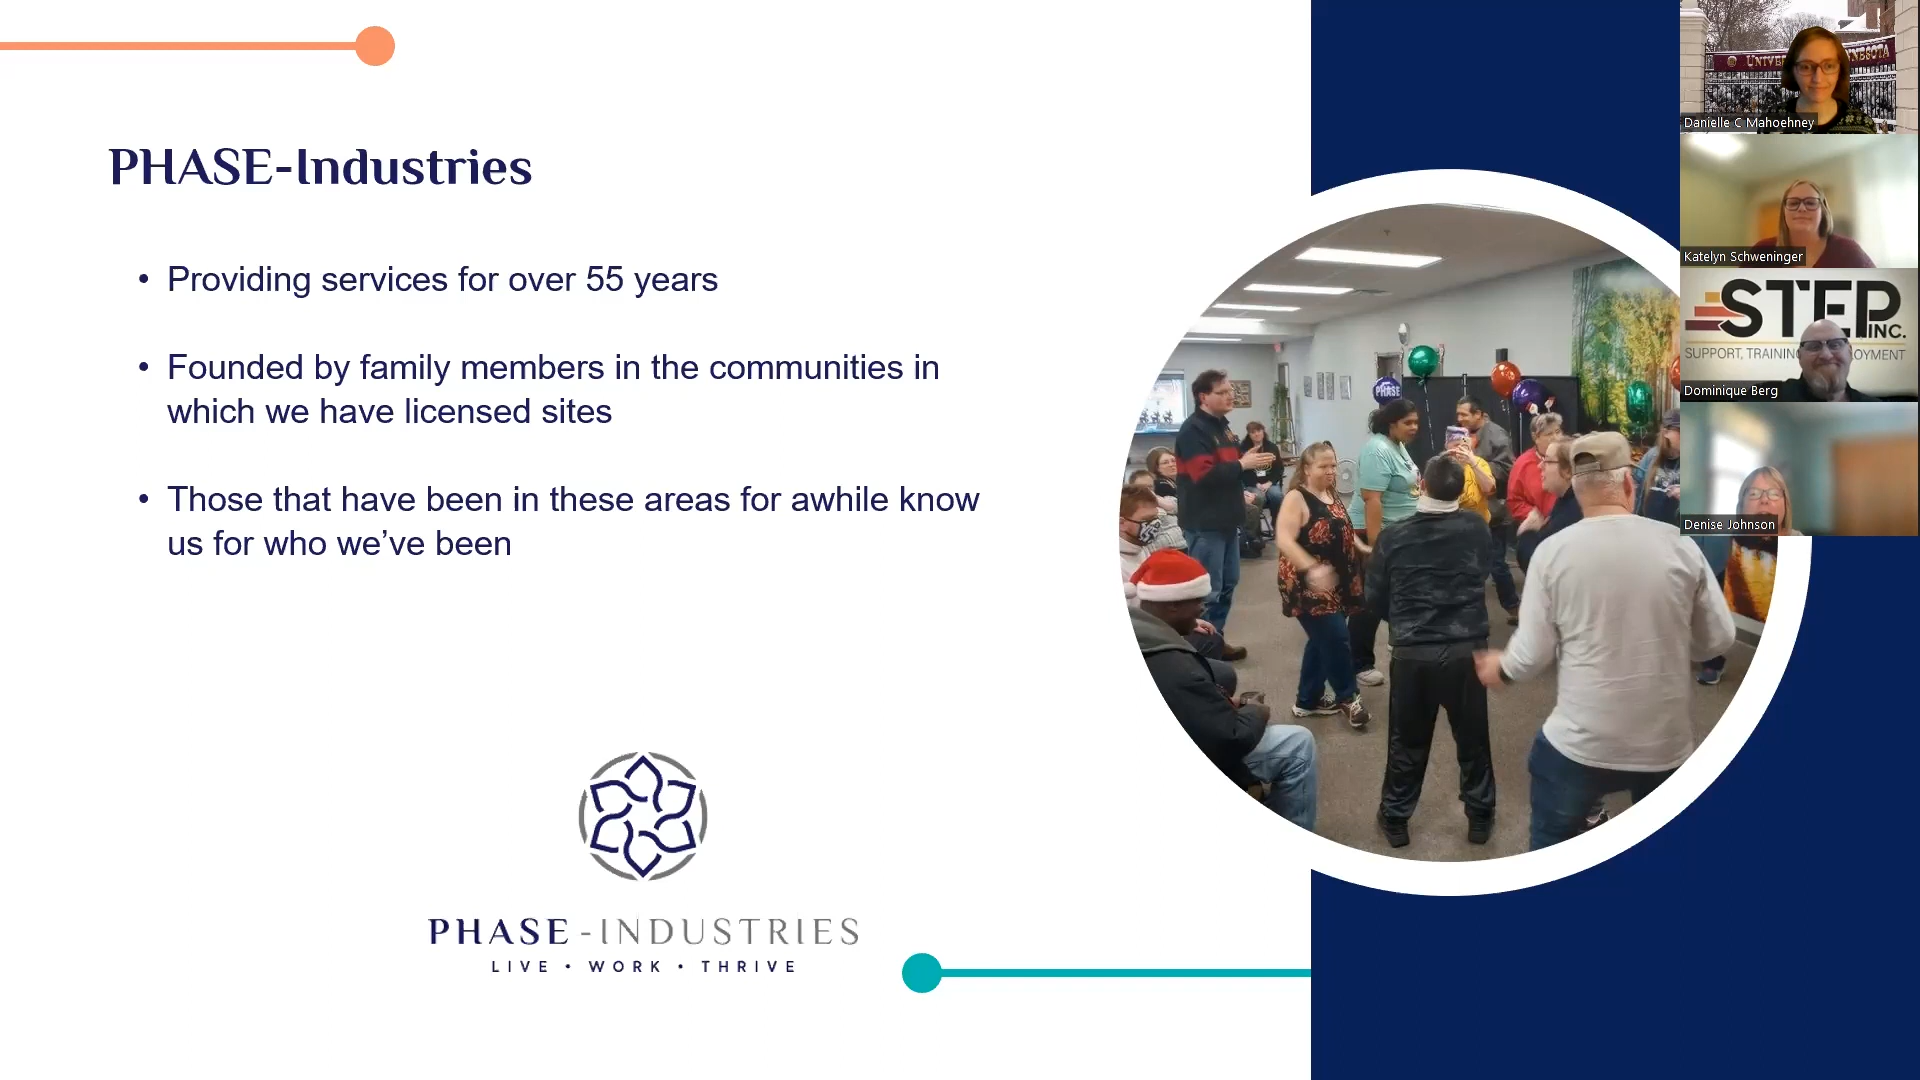 PHASE-Industries
• Providing services for over 55 years
• Founded by family members in the communities in
which we have licensed sites
• Those that have been in these areas for awhile know
us for who we’ve been
PHASE-INDUSTRIES
LIVE • WORK • THRIVE
PHASE
Danielle C Mahoehney
Katelyn Schweninger
STEP
INC.
SUPPORT, TRAINING
Dominique Berg
Denise Johnson